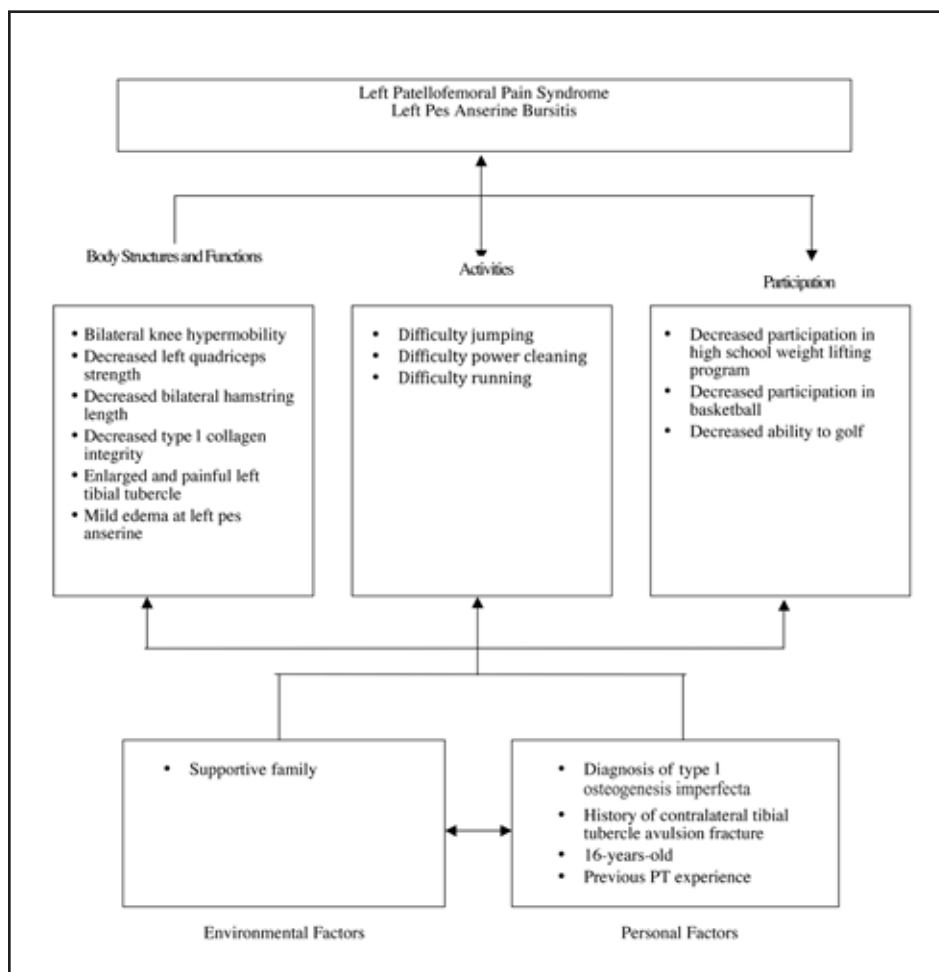 Left Patellofemoral Pain Syndrome
Left Pes Anserine Bursitis
Body Structures and Functions
Activities
Participation
• Bilateral knee hypermobility
• Decreased left quadriceps
strength
• Decreased bilateral hamstring
length
• Decreased type I collagen
integrity
• Enlarged and painful left
tibial tubercle
• Mild edema at left pes
anserine
• Difficulty jumping
• Difficulty power cleaning
• Difficulty running
• Decreased participation in
high school weight lifting
program
• Decreased participation in
basketball
• Decreased ability to golf
• Supportive family
• Diagnosis of type I
osteogenesis imperfecta
• History of contralateral tibial
tubercle avulsion fracture
• 16-years-old
• Previous PT experience
Environmental Factors
Personal Factors